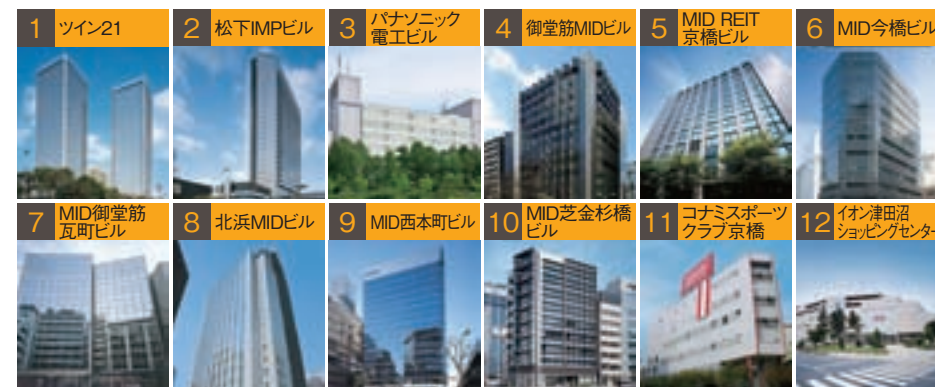 1 ツイン21
2 松下IMPビル
3 パナソニック
電工ビル
4 御堂筋MIDビル
5 MID REIT
京橋ビル
6 MID今橋ビル
7 MID御堂筋
瓦町ビル
8 北浜MIDビル
9 MID西本町ビル
10 MID芝金杉橋
ビル
11 コナミスポーツ
クラブ京橋
12 イオン津田沼
ショッピングセンター